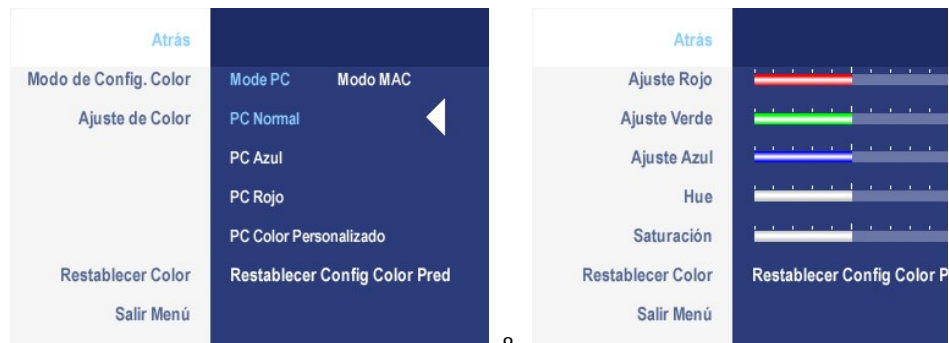 Atrás
Modo de Config. Color Mode PC Modo MAC
Ajuste de Color PC Normal
PC Azul
PC Rojo
PC Color Personalizado
Restablecer Color Restablecer Config Color Pred
Salir Menú
Atrás
Ajuste Rojo
Ajuste Verde
Ajuste Azul
Hue
Saturación
Restablecer Color Restablecer Config Color P
Salir Menú